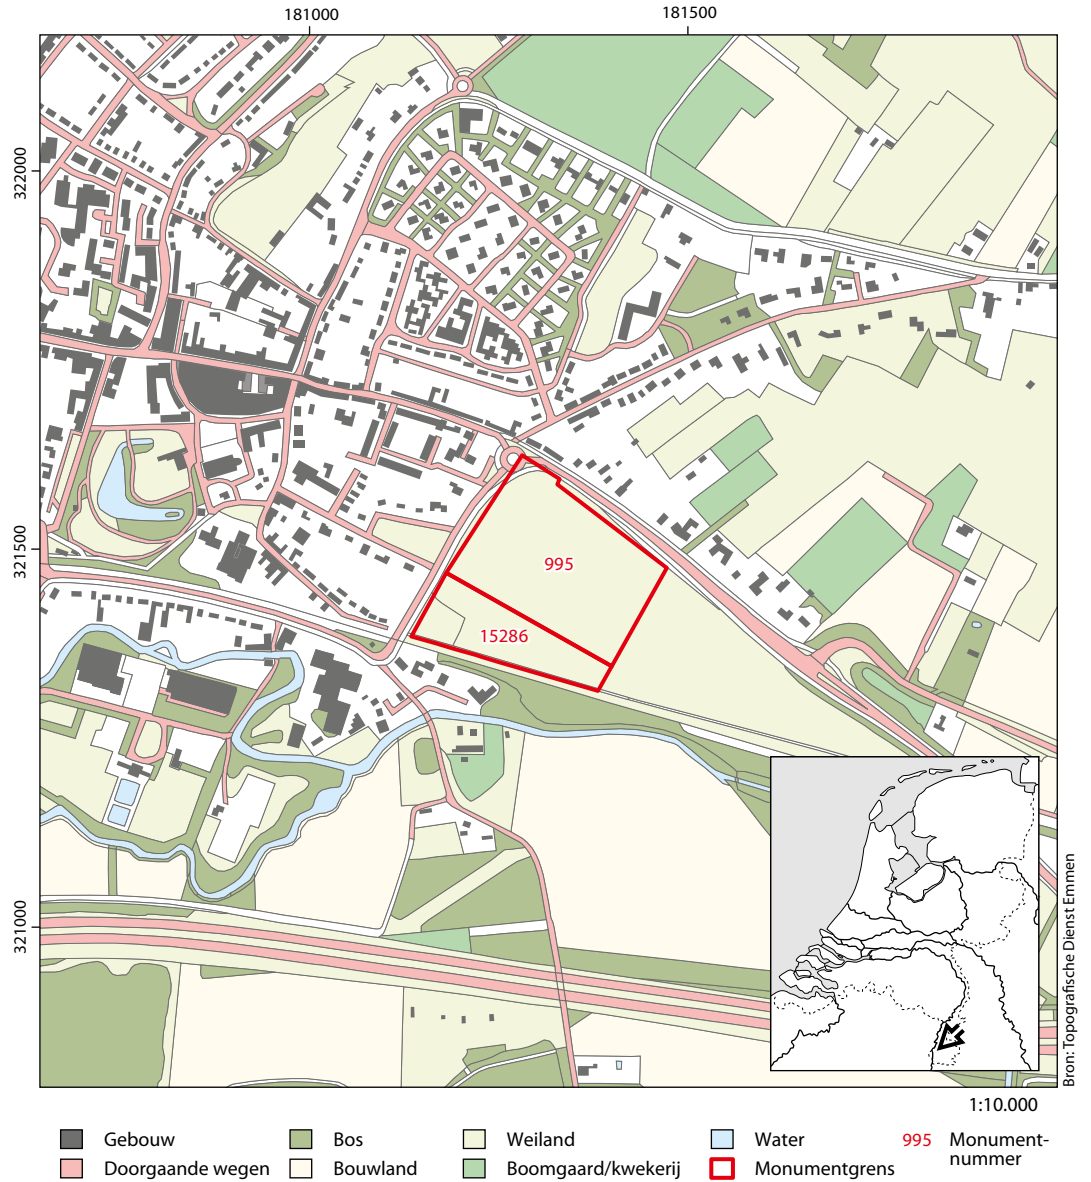 181000
181500
322000
321500
321000
995
15286
Bron: Topografische Dienst Emmen
1:10.000
Gebouw
Doorgaande wegen
Bos
Bouwland
Weiland
Boomgaard/kwekerij
Water
Monumentgrens
995 Monument-
nummer